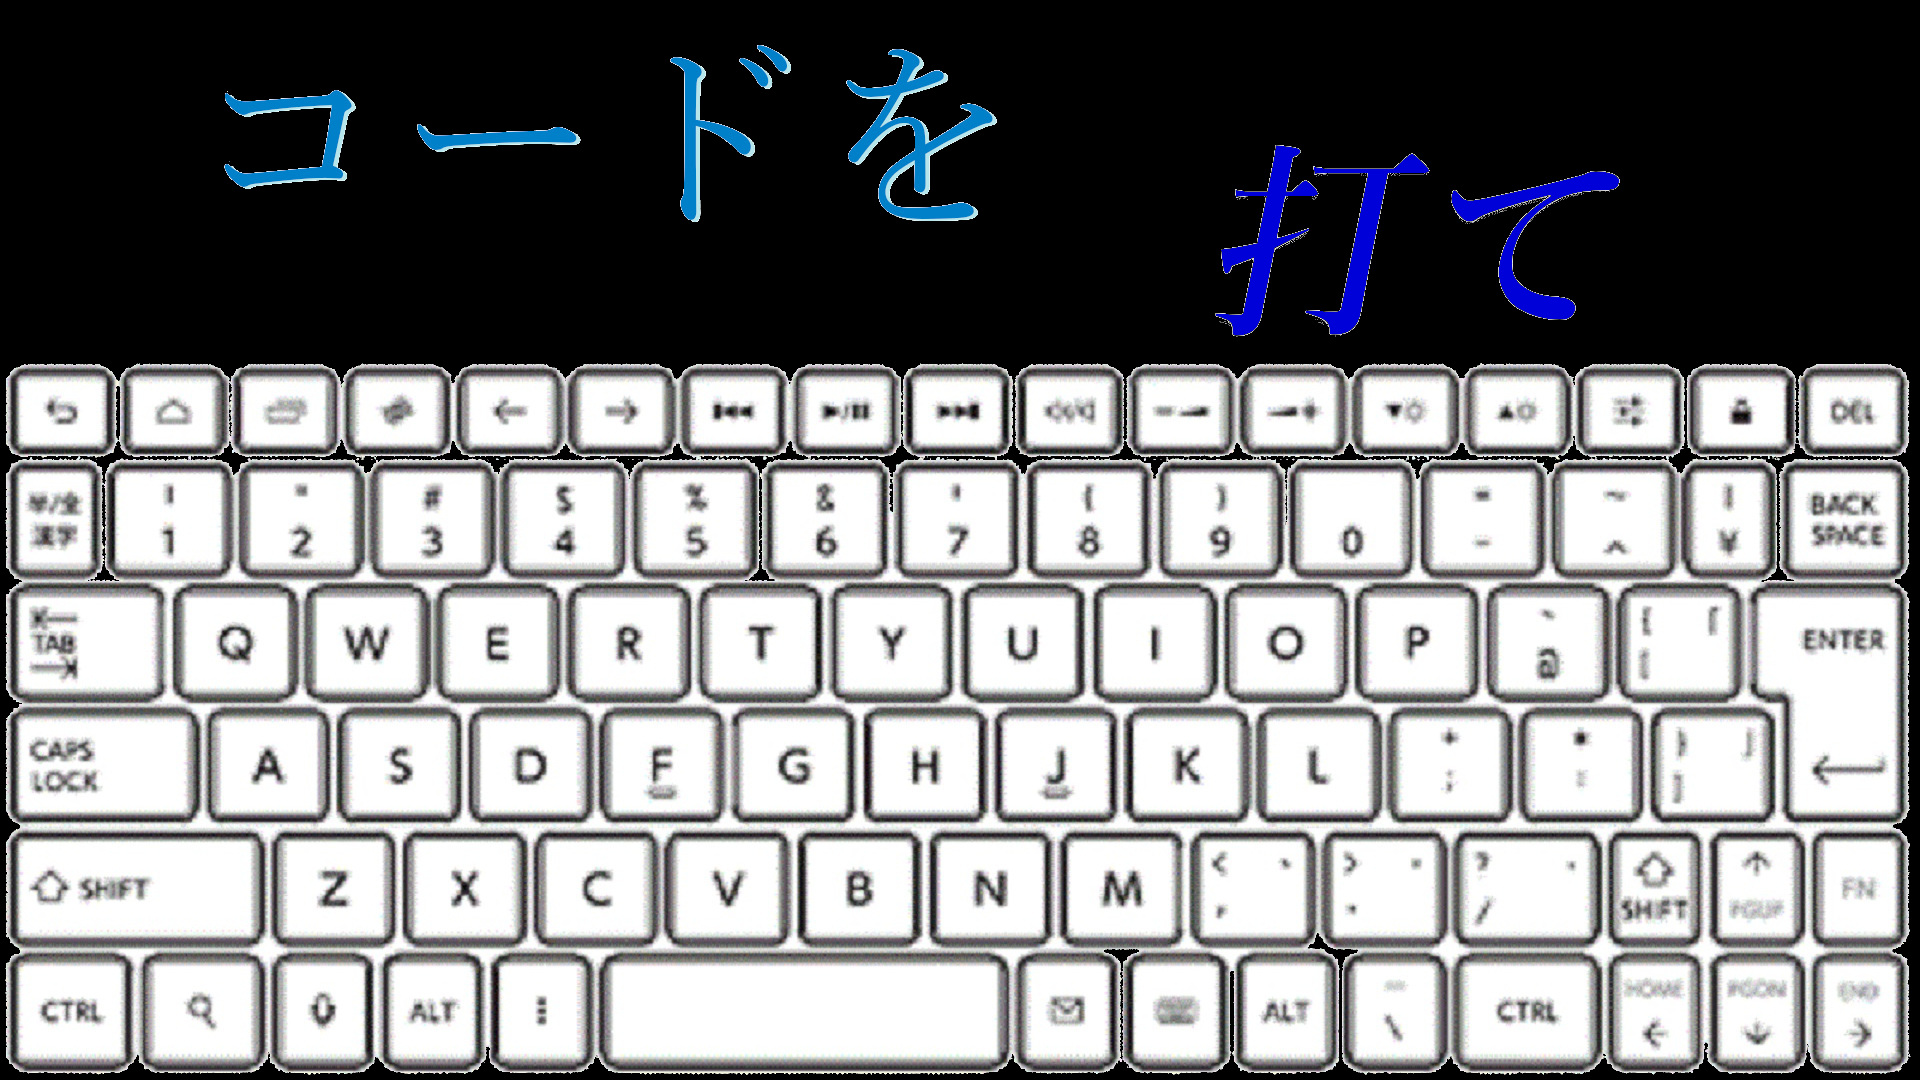 コードを
打て
DEL
半/全 ! " # $ % & ' ( ) = ~ | BACK
漢字 1 2 3 4 5 6 7 8 9 0 - ^ ¥ SPACE
TAB Q W E R T Y U I O P ` @ { [ 「 ENTER
CAPS A S D F G H J K L + ; * : } ] 」
LOCK
SHIFT Z X C V B N M < , 、 > . 。 ? / ・ SHIFT PGUP FN
CTRL ALT ALT \ CTRL HOME PGDN END